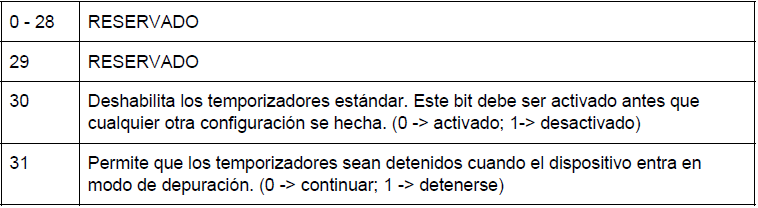 0 - 28 RESERVADO
29 RESERVADO
30 Deshabilita los temporizadores estándar. Este bit debe ser activado antes que
cualquier otra configuración se hecha. (0 -> activado; 1-> desactivado)
31 Permite que los temporizadores sean detenidos cuando el dispositivo entra en
modo de depuración. (0 -> continuar; 1 -> detenerse)